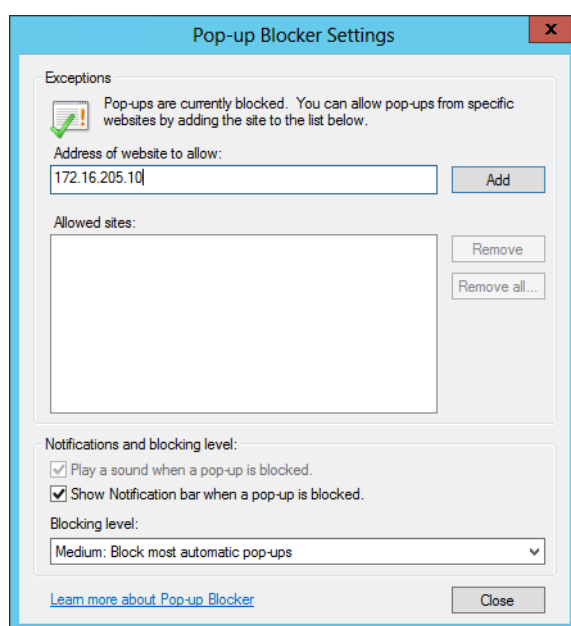 Pop-up Blocker Settings
x
Exceptions
Pop-ups are currently blocked. You can allow pop-ups from specific
websites by adding the site to the list below.
Address of website to allow:
172.16.205.10
Add
Allowed sites:
Remove
Remove all...
Notifications and blocking level:
Play a sound when a pop-up is blocked.
Show Notification bar when a pop-up is blocked.
Blocking level:
Medium: Block most automatic pop-ups
Learn more about Pop-up Blocker
Close